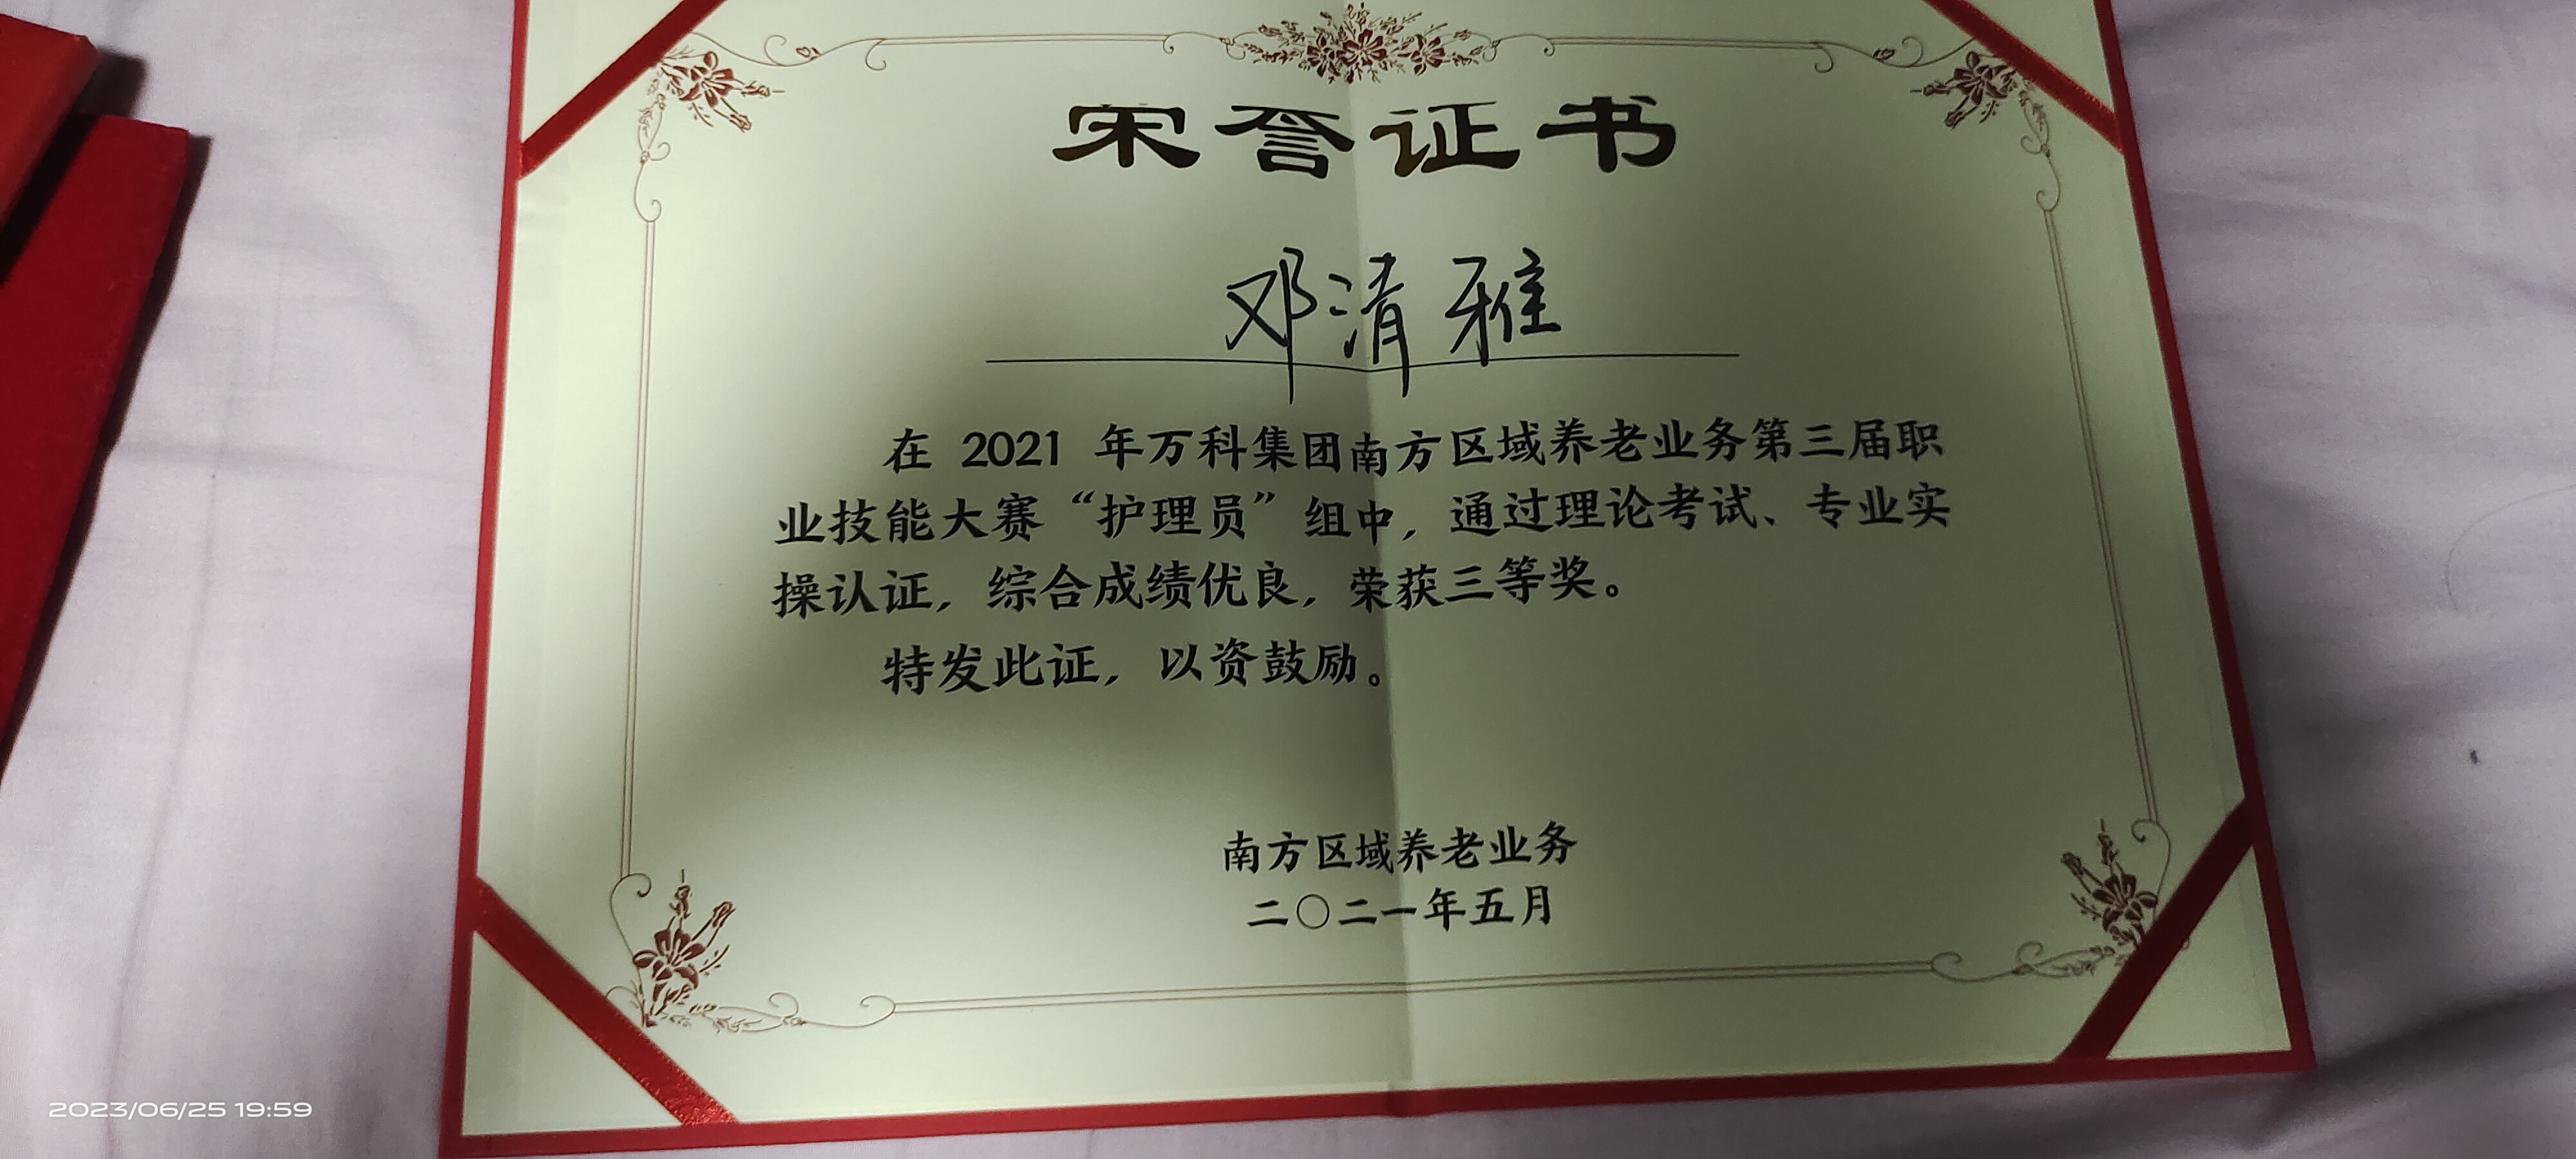 荣誉证书
邓清雅
在 2021 年万科集团南方区域养老业务第三届职
业技能大赛“护理员”组中，通过理论考试、专业实
操认证，综合成绩优良，荣获三等奖。
特发此证，以资鼓励。
南方区域养老业务
二〇二一年五月
2023/06/25 19:59